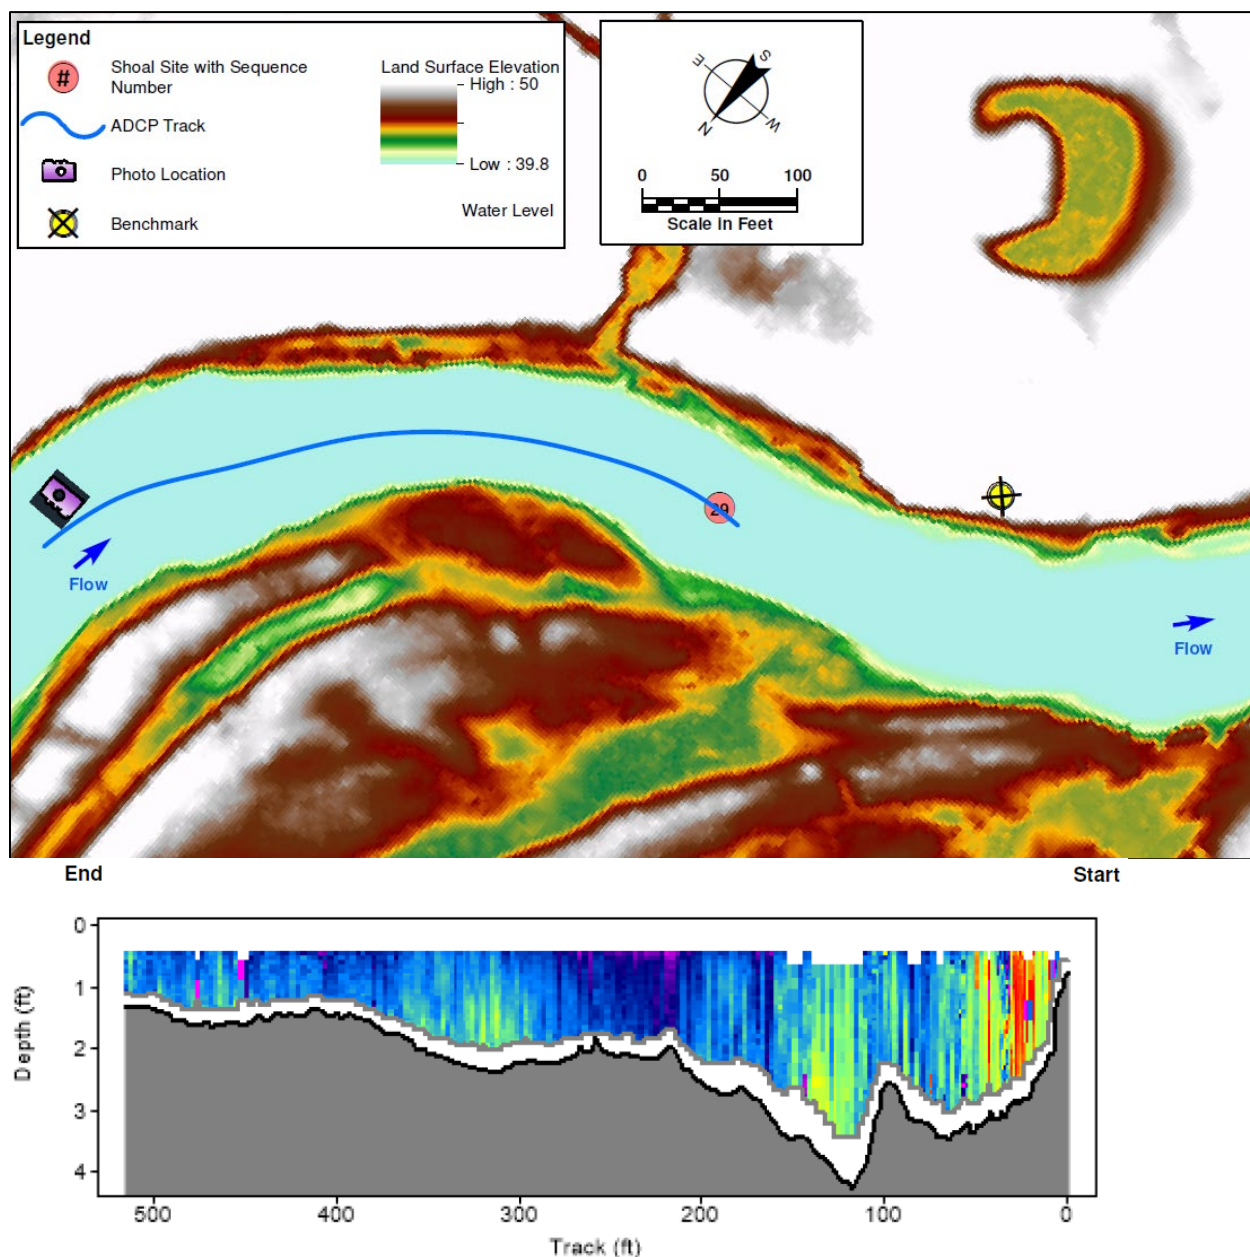 Legend
#
Shoal Site with Sequence
Number
ADCP Track
Photo Location
Benchmark
Land Surface Elevation
High : 50
Low : 39.8
Water Level
S
E
W
N
0 50 100
Scale in Feet
29
Flow
Flow
End Start
0
1
2
3
4
Depth (ft)
500 400 300 200 100 0
Track (ft)